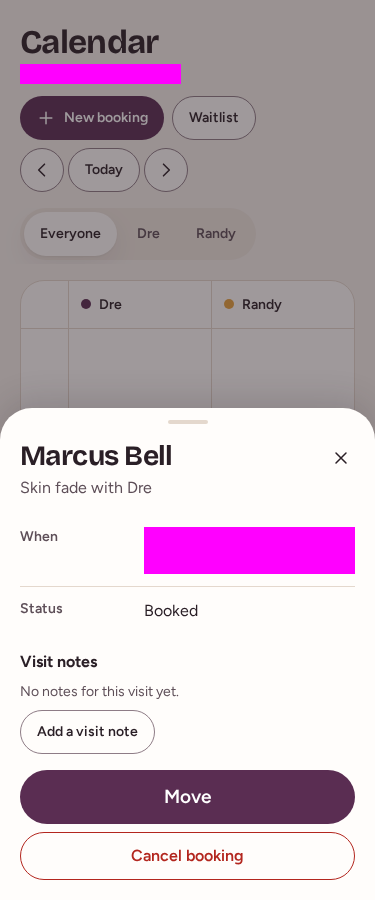 Calendar
New booking
Waitlist
Today
Everyone
Dre
Randy
Dre
Randy
Marcus Bell
Skin fade with Dre
When
Status
Booked
Visit notes
No notes for this visit yet.
Add a visit note
Move
Cancel booking